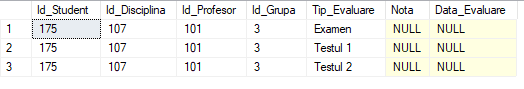 Id_Student Id_Disciplina Id_Profesor Id_Grupa Tip_Evaluare Nota Data_Evaluare
1 175 107 101 3 Examen NULL NULL
2 175 107 101 3 Testul 1 NULL NULL
3 175 107 101 3 Testul 2 NULL NULL